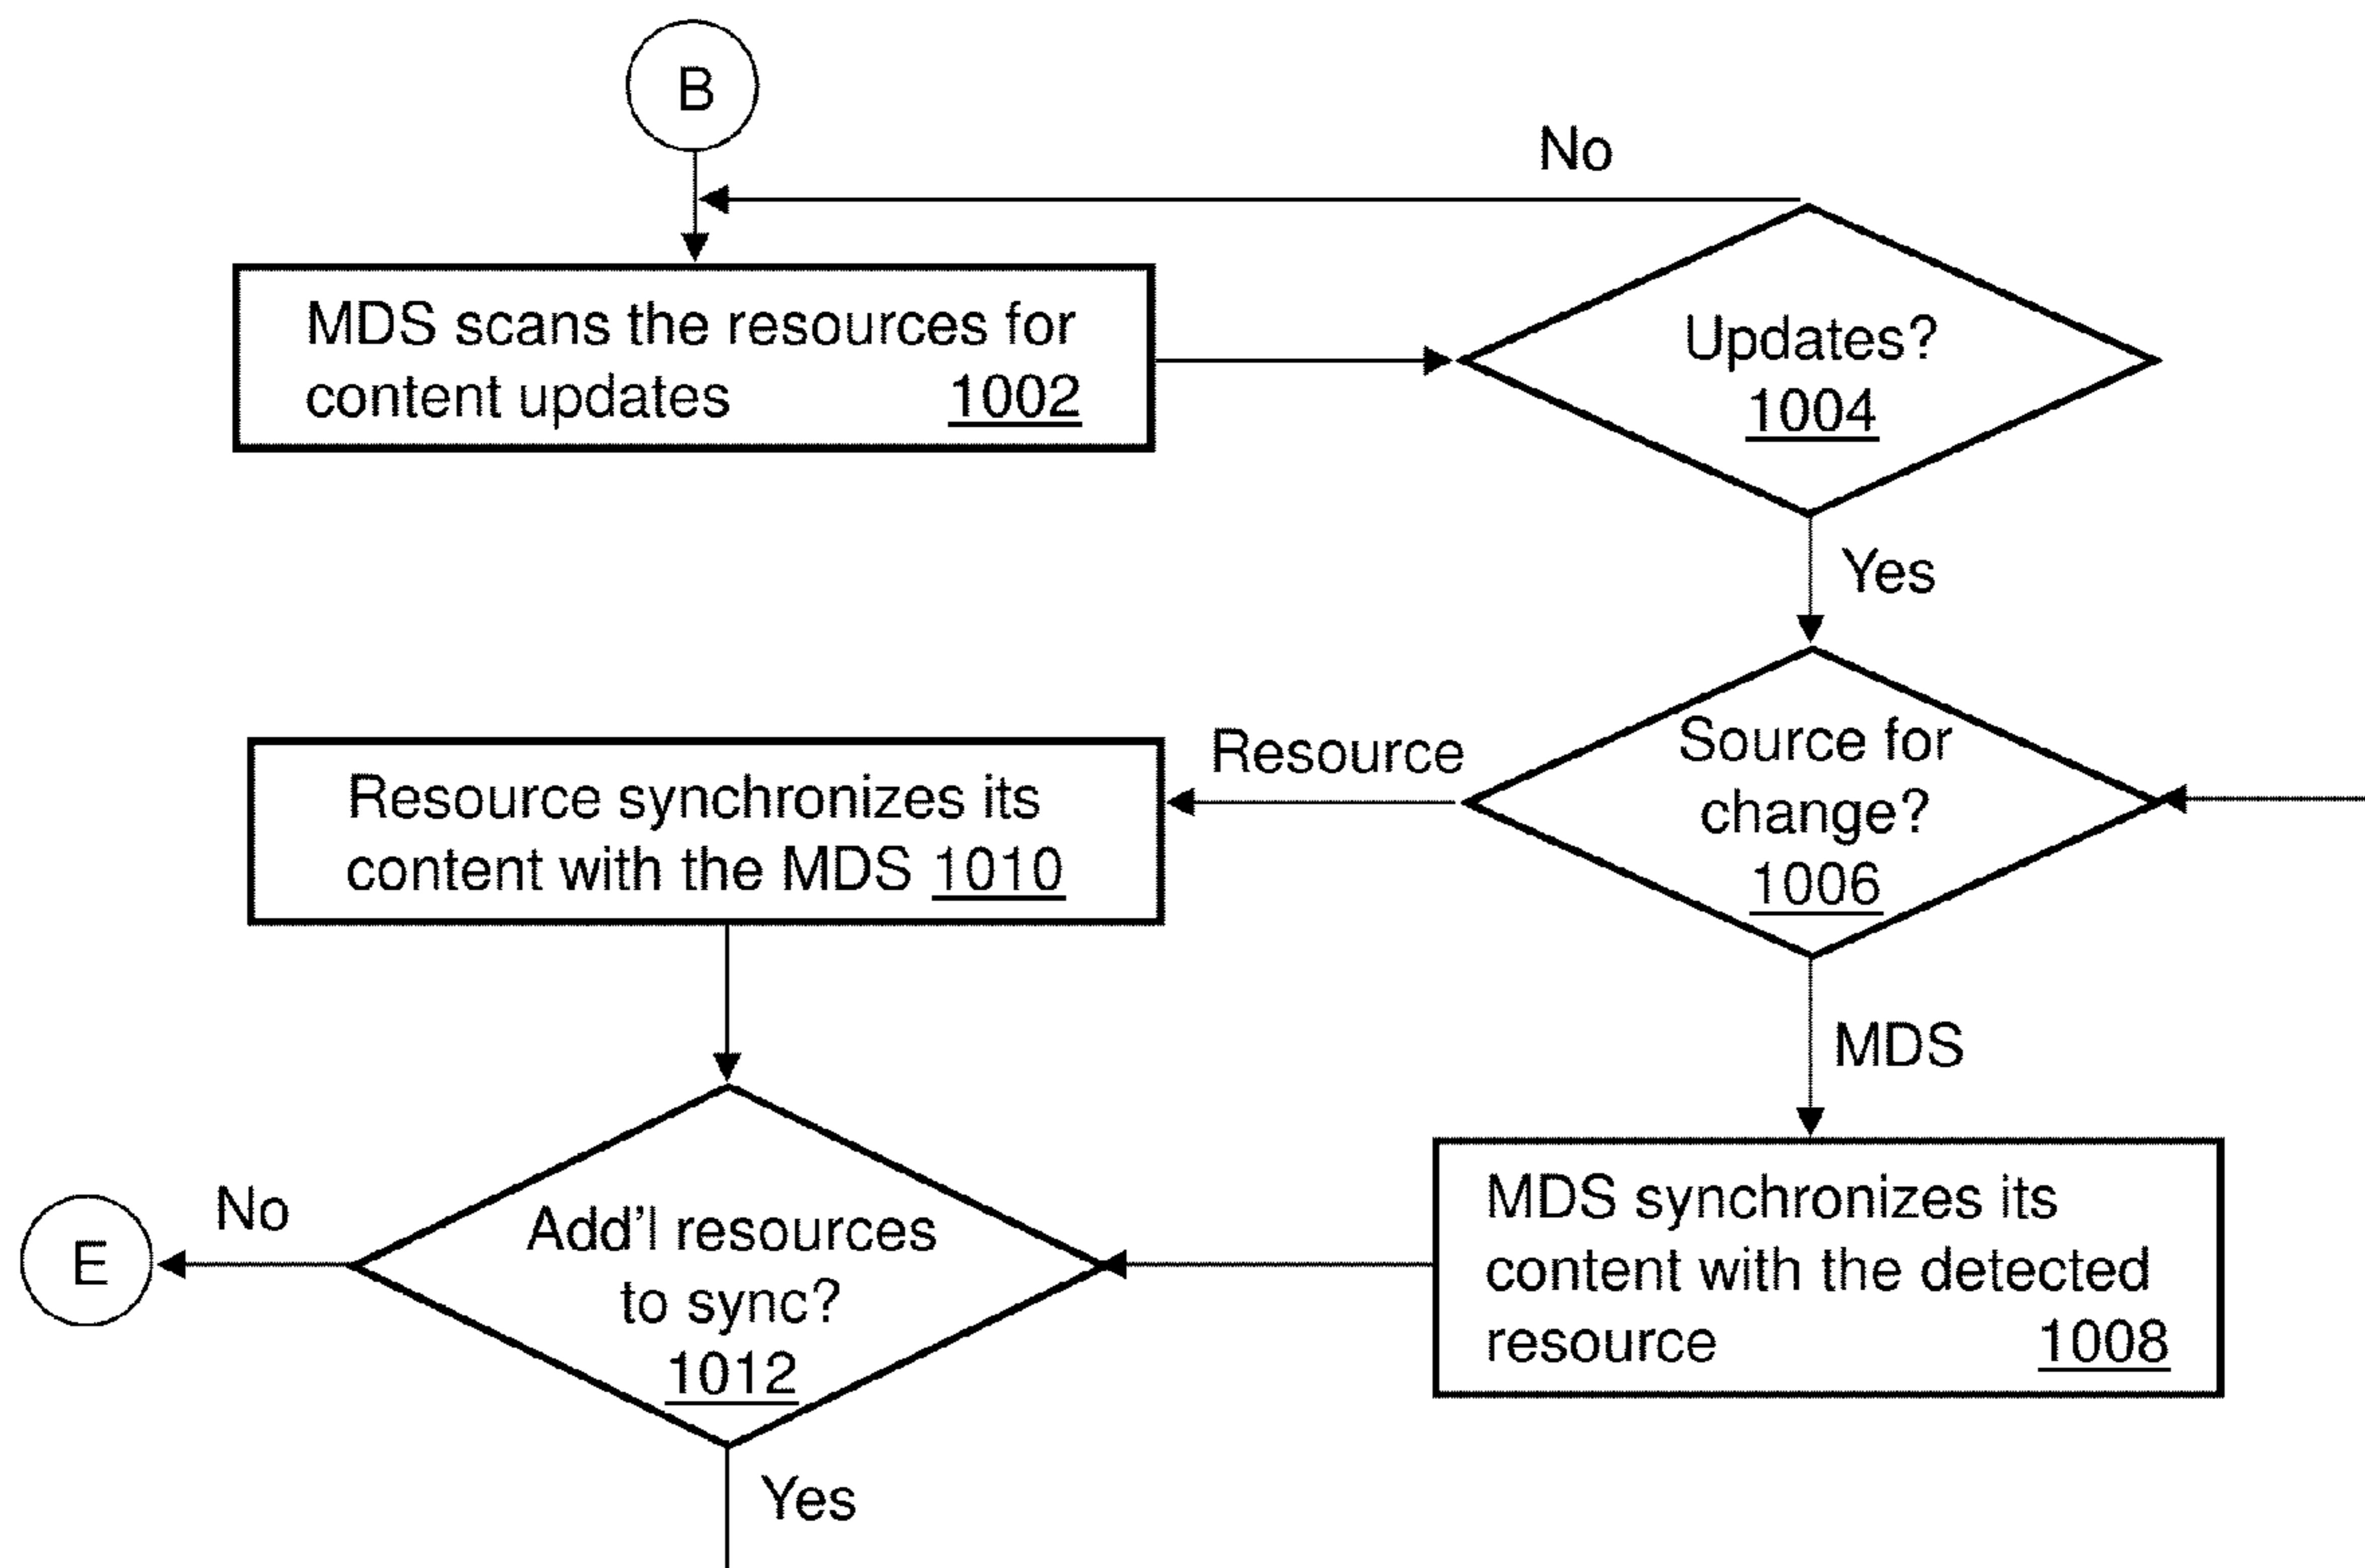 B
No
MDS scans the resources for
content updates 1002
Updates?
1004
Yes
Source for
change?
1006
Resource
Resource synchronizes its
content with the MDS 1010
MDS
MDS synchronizes its
content with the detected
resource 1008
Add'l resources
to sync?
1012
No
E
Yes